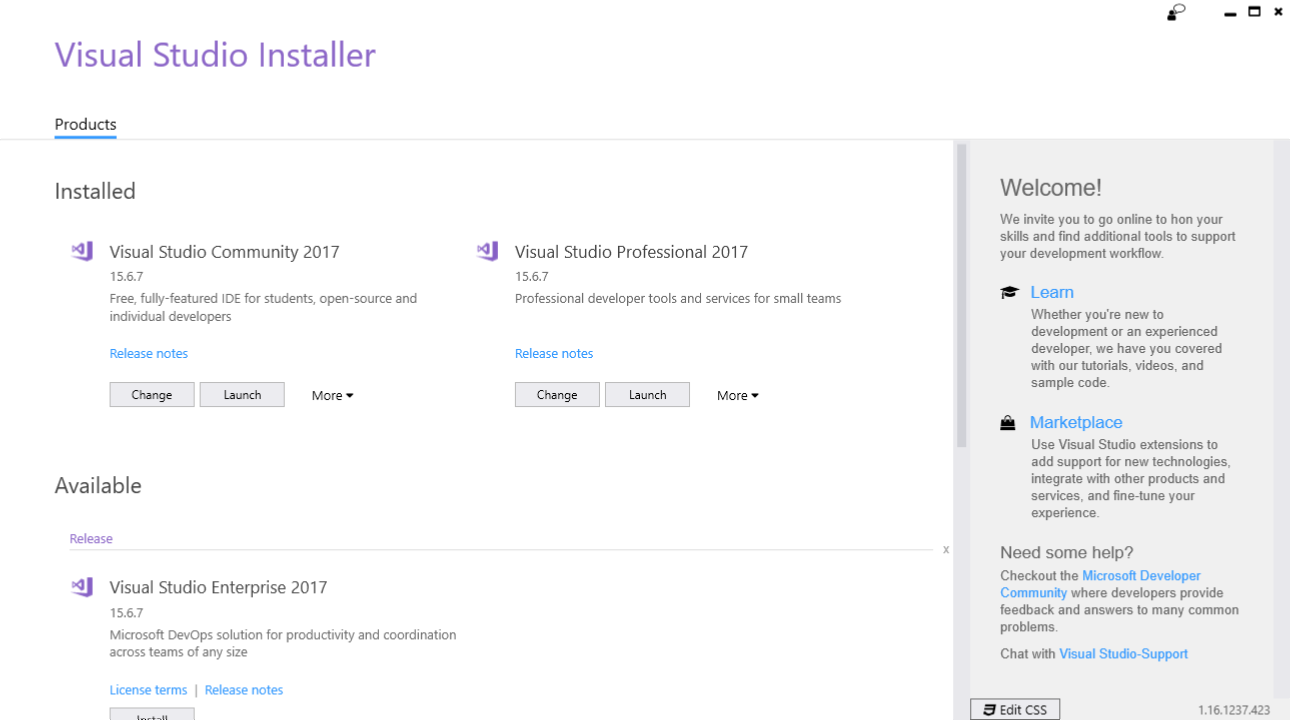 Visual Studio Installer
Products
Installed
Visual Studio Community 2017
15.6.7
Free, fully-featured IDE for students, open-source and
individual developers
Release notes
Change Launch More
Visual Studio Professional 2017
15.6.7
Professional developer tools and services for small teams
Release notes
Change Launch More
Available
Release
x
Visual Studio Enterprise 2017
15.6.7
Microsoft DevOps solution for productivity and coordination
across teams of any size
License terms | Release notes
Install
Welcome!
We invite you to go online to hon your
skills and find additional tools to support
your development workflow.
Learn
Whether you're new to
development or an experienced
developer, we have you covered
with our tutorials, videos, and
sample code.
Marketplace
Use Visual Studio extensions to
add support for new technologies,
integrate with other products and
services, and fine-tune your
experience.
Need some help?
Checkout the Microsoft Developer
Community where developers provide
feedback and answers to many common
problems.
Chat with Visual Studio-Support
Edit CSS
1.16.1237.423